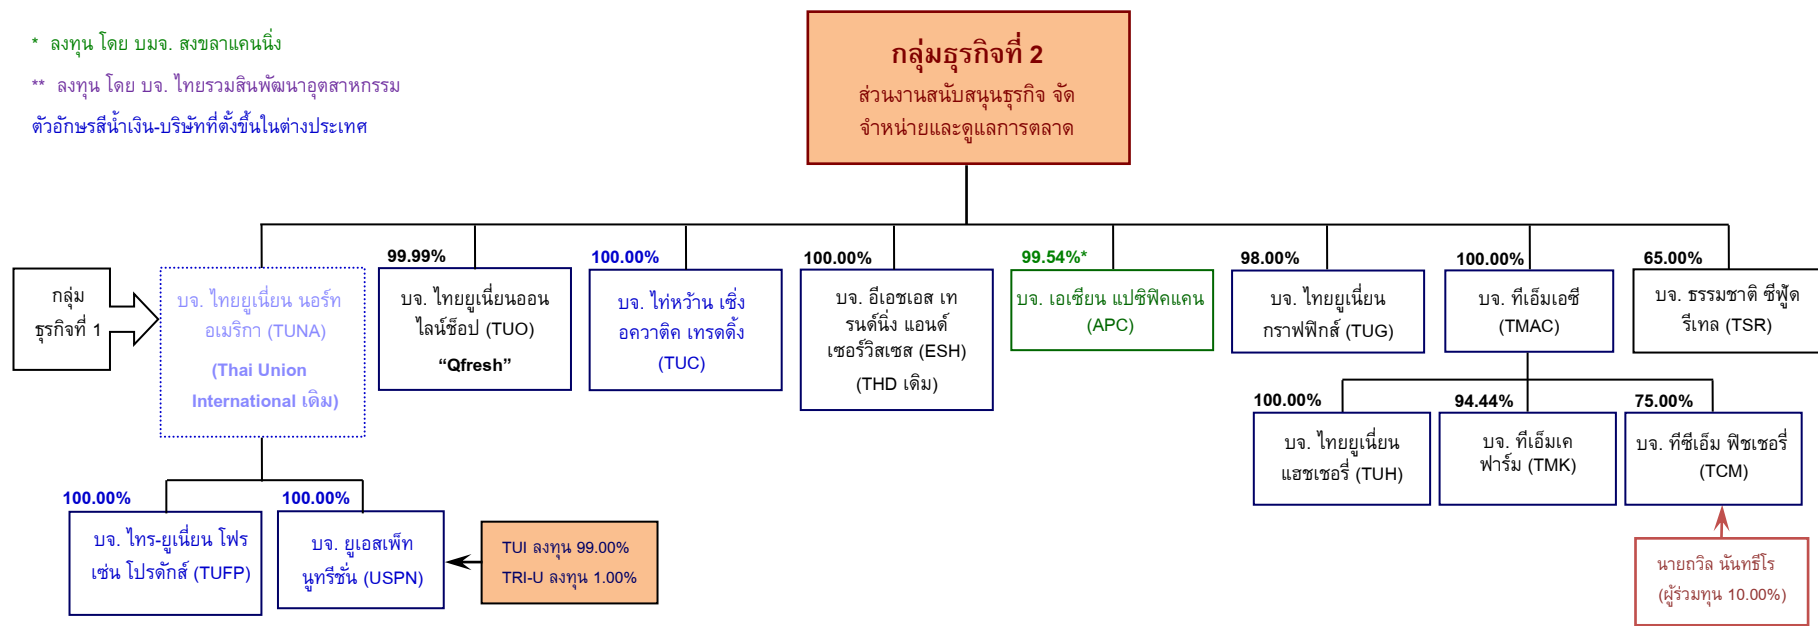 * ลงทุน โดย บมจ. สงขลาแคนนิ่ง
** ลงทุน โดย บจ. ไทยรวมสินพัฒนาอุตสาหกรรม
ตัวอักษรสีน้ำเงิน-บริษัทที่ตั้งขึ้นในต่างประเทศ
กลุ่มธุรกิจที่ 2
ส่วนงานสนับสนุนธุรกิจ จัด
จำหน่ายและดูแลการตลาด
กลุ่ม
ธุรกิจที่ 1
บจ. ไทยยูเนี่ยน นอร์ท
อเมริกา (TUNA)
(Thai Union
International เดิม)
99.99%
บจ. ไทยยูเนี่ยนออน
ไลน์ช็อป (TUO)
“Qfresh”
100.00%
บจ. ไท่หว้าน เซิ่ง
อควาติค เทรดดิ้ง
(TUC)
100.00%
บจ. อีเอชเอส เท
รนด์นิ่ง แอนด์
เซอร์วิสเซส (ESH)
(THD เดิม)
99.54%*
บจ. เอเชียน แปซิฟิคแคน
(APC)
98.00%
บจ. ไทยยูเนี่ยน
กราฟฟิกส์ (TUG)
100.00%
บจ. ทีเอ็มเอซี
(TMAC)
65.00%
บจ. ธรรมชาติ ซีฟู้ด
รีเทล (TSR)
100.00%
บจ. ไทยยูเนี่ยน
แฮชเชอรี่ (TUH)
94.44%
บจ. ทีเอ็มเค
ฟาร์ม (TMK)
75.00%
บจ. ทีซีเอ็ม ฟิชเชอรี่
(TCM)
100.00%
บจ. ไทร-ยูเนี่ยน โฟร
เซ่น โปรดักส์ (TUFP)
100.00%
บจ. ยูเอสเพ็ท
นูทรีชั่น (USPN)
TUI ลงทุน 99.00%
TRI-U ลงทุน 1.00%
นายถวิล นันทธีโร
(ผู้ร่วมทุน 10.00%)